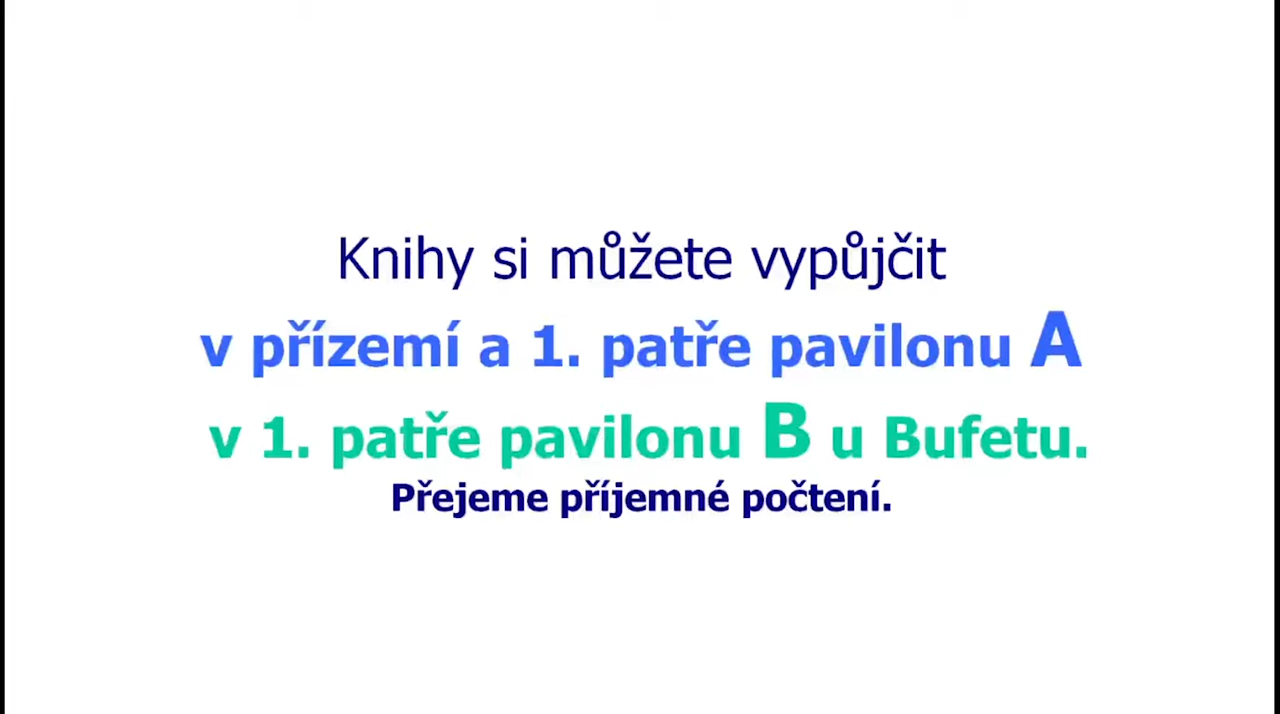 Knihy si můžete vypůjčit
v přízemí a 1. patře pavilonu A
v 1. patře pavilonu B u Bufetu.
Přejeme příjemné počtení.